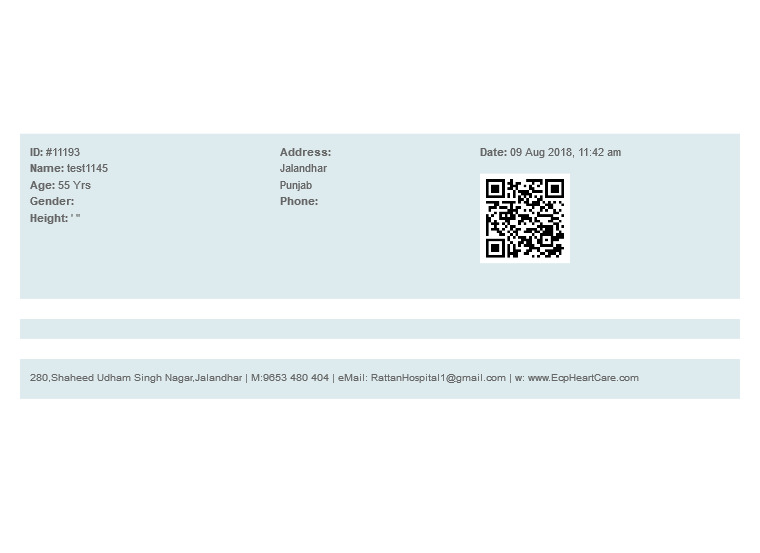 ID: #11193
Name: test1145
Age: 55 Yrs
Gender:
Height: ' "
Address:
Jalandhar
Punjab
Phone:
Date: 09 Aug 2018, 11:42 am
280,Shaheed Udham Singh Nagar,Jalandhar | M:9653 480 404 | eMail: RattanHospital1@gmail.com | w: www.EcpHeartCare.com